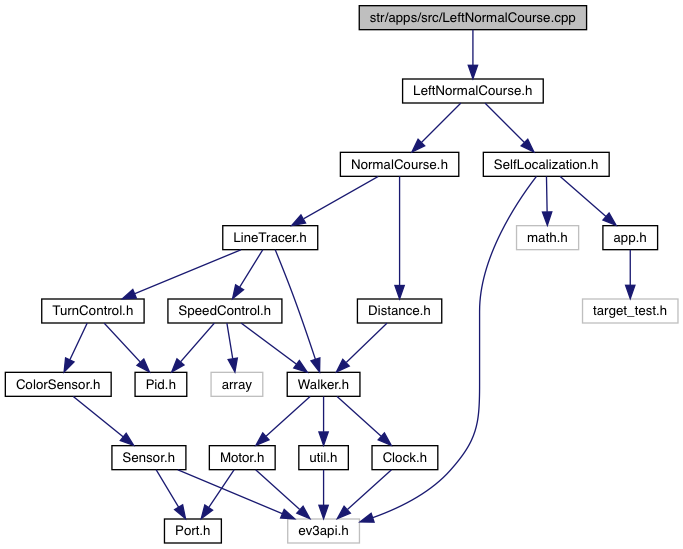 str/apps/src/LeftNormalCourse.cpp
LeftNormalCourse.h
NormalCourse.h
SelfLocalization.h
LineTracer.h
math.h
app.h
TurnControl.h
SpeedControl.h
Distance.h
target_test.h
ColorSensor.h
Pid.h
array
Walker.h
Sensor.h
Motor.h
util.h
Clock.h
Port.h
ev3api.h